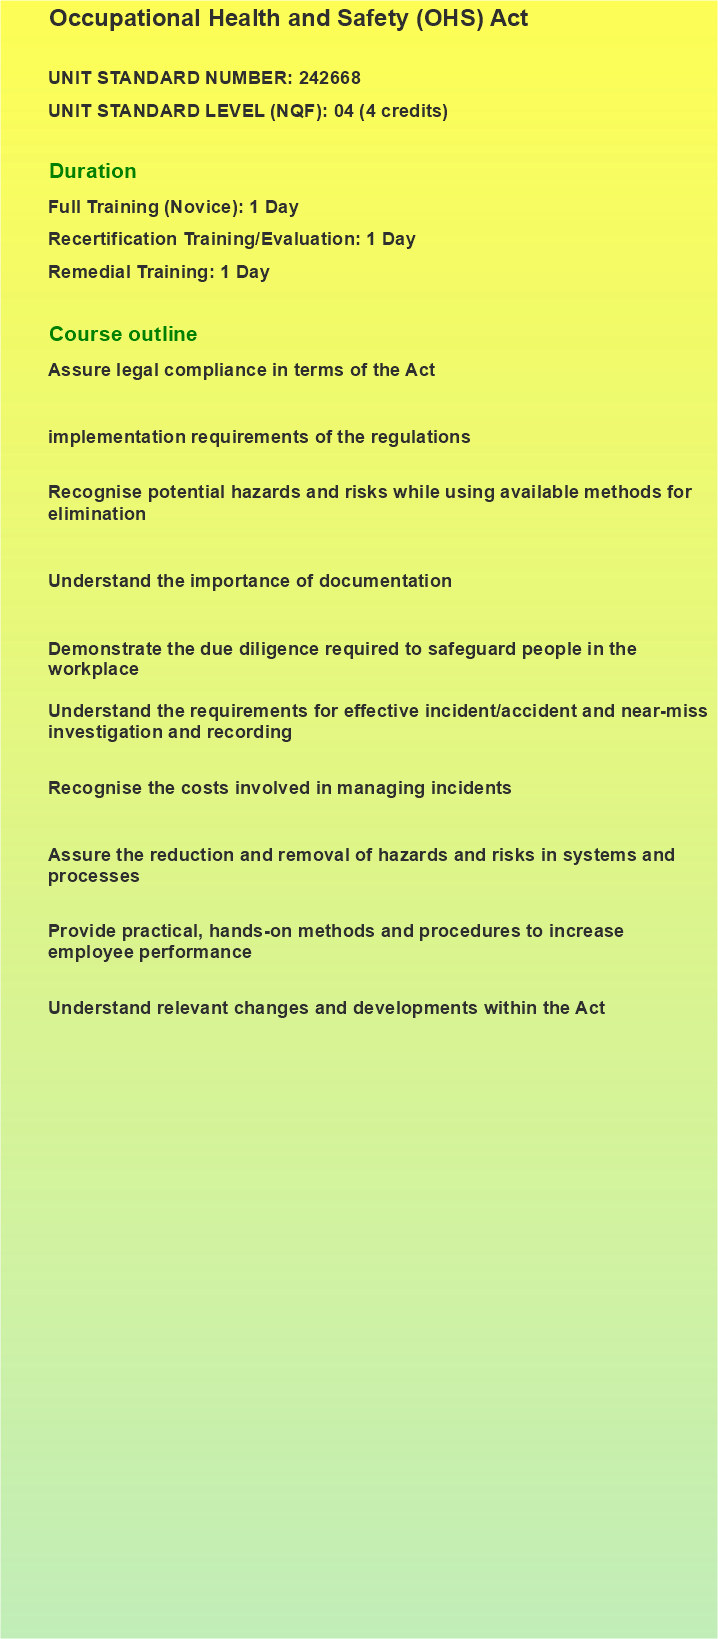 Occupational Health and Safety (OHS) Act
UNIT STANDARD NUMBER: 242668
UNIT STANDARD LEVEL (NQF): 04 (4 credits)
Duration
Full Training (Novice): 1 Day
Recertification Training/Evaluation: 1 Day
Remedial Training: 1 Day
Course outline
Assure legal compliance in terms of the Act
implementation requirements of the regulations
Recognise potential hazards and risks while using available methods for
elimination
Understand the importance of documentation
Demonstrate the due diligence required to safeguard people in the
workplace
Understand the requirements for effective incident/accident and near-miss
investigation and recording
Recognise the costs involved in managing incidents
Assure the reduction and removal of hazards and risks in systems and
processes
Provide practical, hands-on methods and procedures to increase
employee performance
Understand relevant changes and developments within the Act